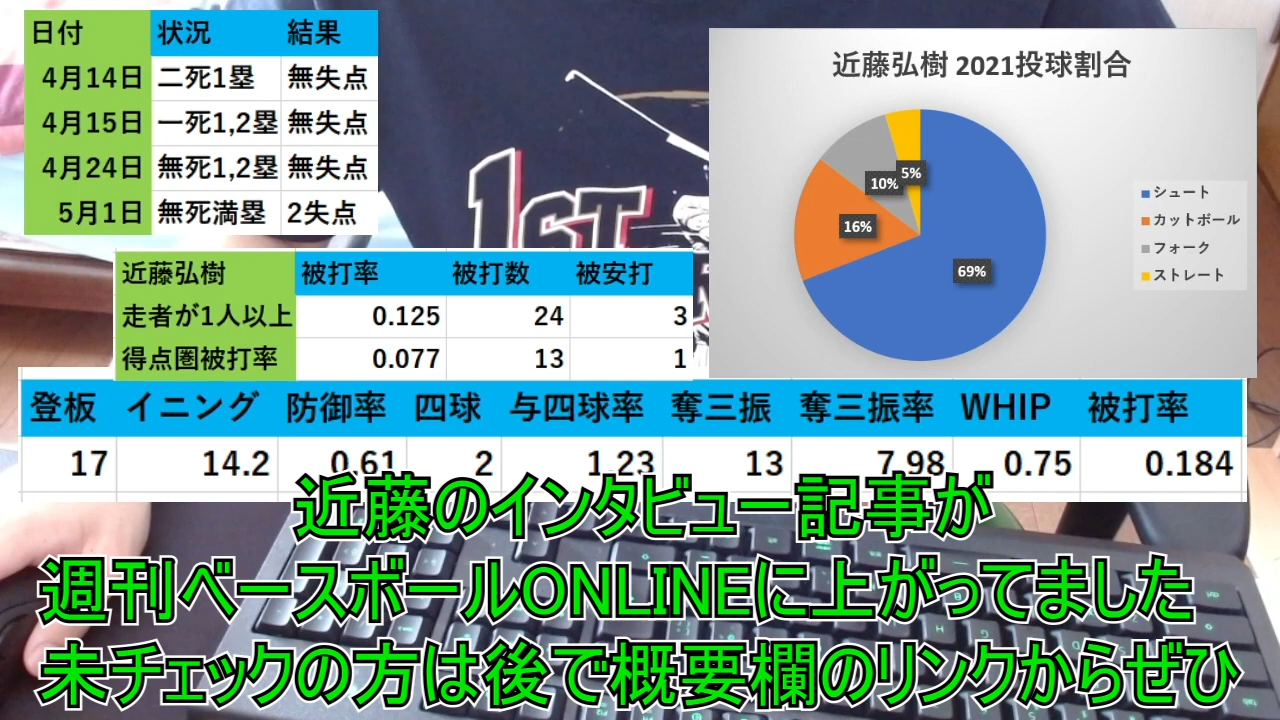 日付 状況 結果
4月14日 二死1塁 無失点
4月15日 一死1,2塁 無失点
4月24日 無死1,2塁 無失点
5月1日 無死満塁 2失点
近藤弘樹 2021投球割合
5%
10%
16%
69%
シュート
カットボール
フォーク
ストレート
1ST
近藤弘樹 被打率 被打数 被安打
走者が1人以上 0.125 24 3
得点圏被打率 0.077 13 1
登板 イニング 防御率 四球 与四球率 奪三振 奪三振率 WHIP 被打率
17 14.2 0.61 2 1.23 13 7.98 0.75 0.184
近藤のインタビュー記事が
週刊ベースボールONLINEに上がってました
未チェックの方は後で概要欄のリンクからぜひ